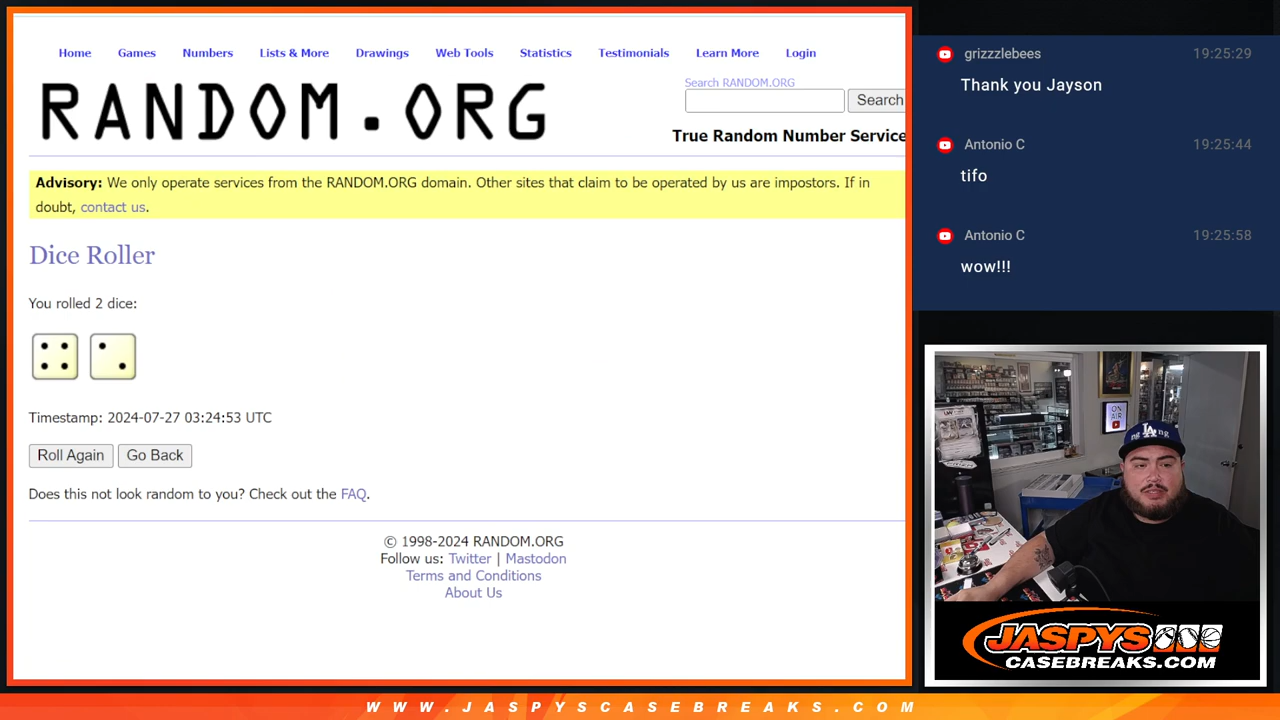 Home Games Numbers Lists & More Drawings Web Tools Statistics Testimonials Learn More Login
RANDOM.ORG
Search RANDOM.ORG
Search
True Random Number Service
Advisory: We only operate services from the RANDOM.ORG domain. Other sites that claim to be operated by us are impostors. If in
doubt, contact us.
Dice Roller
You rolled 2 dice:
Timestamp: 2024-07-27 03:24:53 UTC
Roll Again Go Back
Does this not look random to you? Check out the FAQ.
© 1998-2024 RANDOM.ORG
Follow us: Twitter | Mastodon
Terms and Conditions
About Us
grizzzlebees 19:25:29
Thank you Jayson
Antonio C 19:25:44
tifo
Antonio C 19:25:58
wow!!!
ON
AIR
JASPYS
CASEBREAKS.COM
WWW.JASPYSCASEBREAKS.COM